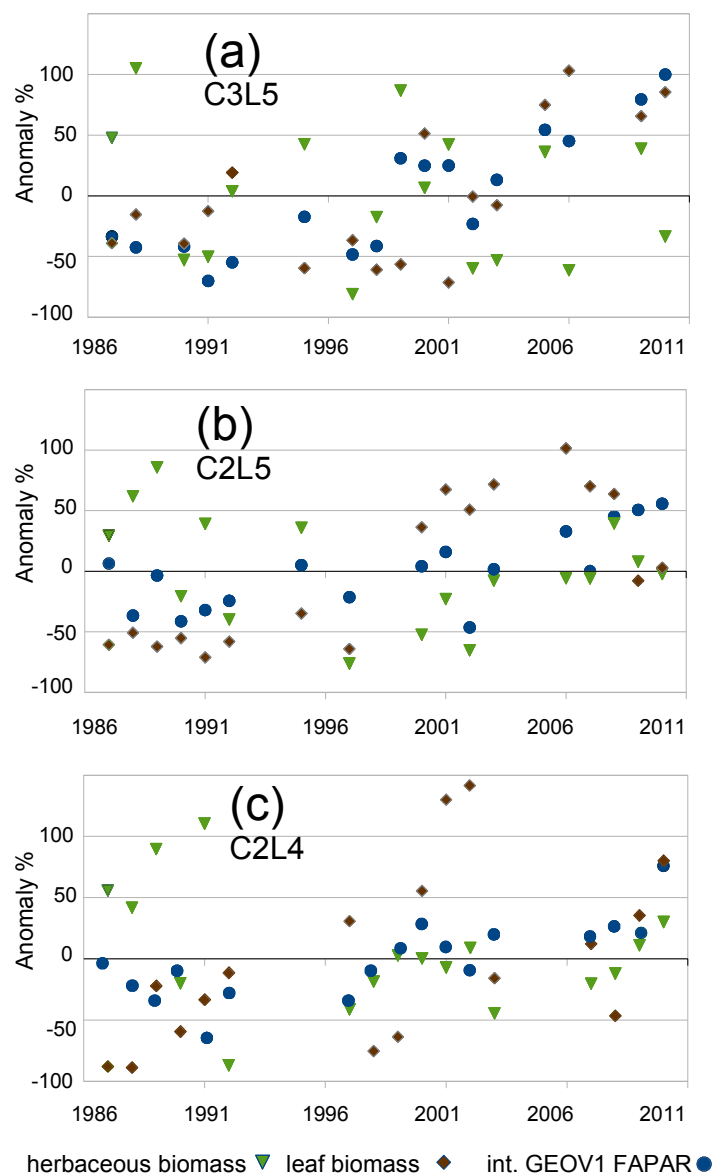 (a)
C3L5
Anomaly %
100
50
0
-50
-100
1986 1991 1996 2001 2006 2011
(b)
C2L5
Anomaly %
100
50
0
-50
-100
1986 1991 1996 2001 2006 2011
(c)
C2L4
Anomaly %
100
50
0
-50
-100
1986 1991 1996 2001 2006 2011
herbaceous biomass leaf biomass int. GEOV1 FAPAR